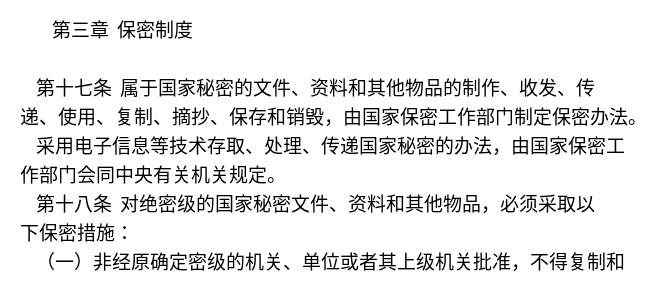 第三章 保密制度
第十七条 属于国家秘密的文件、资料和其他物品的制作、收发、传
递、使用、复制、摘抄、保存和销毁，由国家保密工作部门制定保密办法。
采用电子信息等技术存取、处理、传递国家秘密的办法，由国家保密工
作部门会同中央有关机关规定。
第十八条 对绝密级的国家秘密文件、资料和其他物品，必须采取以
下保密措施：
（一）非经原确定密级的机关、单位或者其上级机关批准，不得复制和